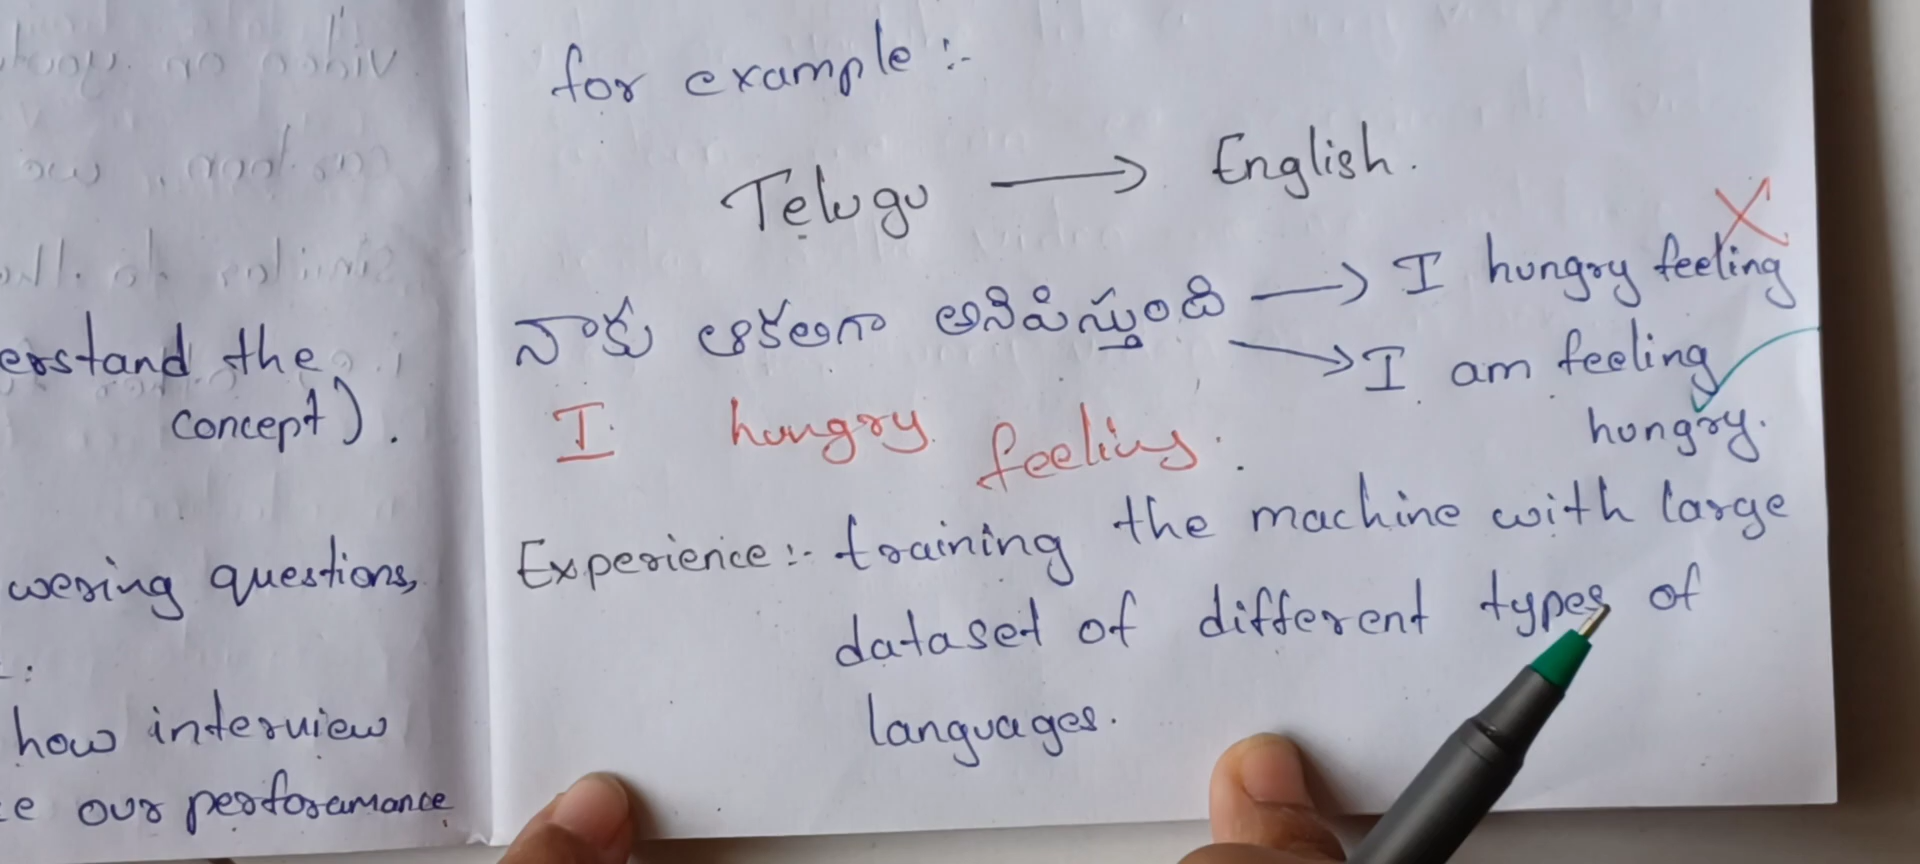 erstand the
concept).
wering questions,
how interview
e our perforamance
for example :-
Telugu → English.
నాకు ఆకలిగా అనిపిస్తుంది → I hungry feeling ✗
→ I am feeling ✓
hungry.
I hungry feeling.
Experience :- training the machine with large
dataset of different types of
languages.